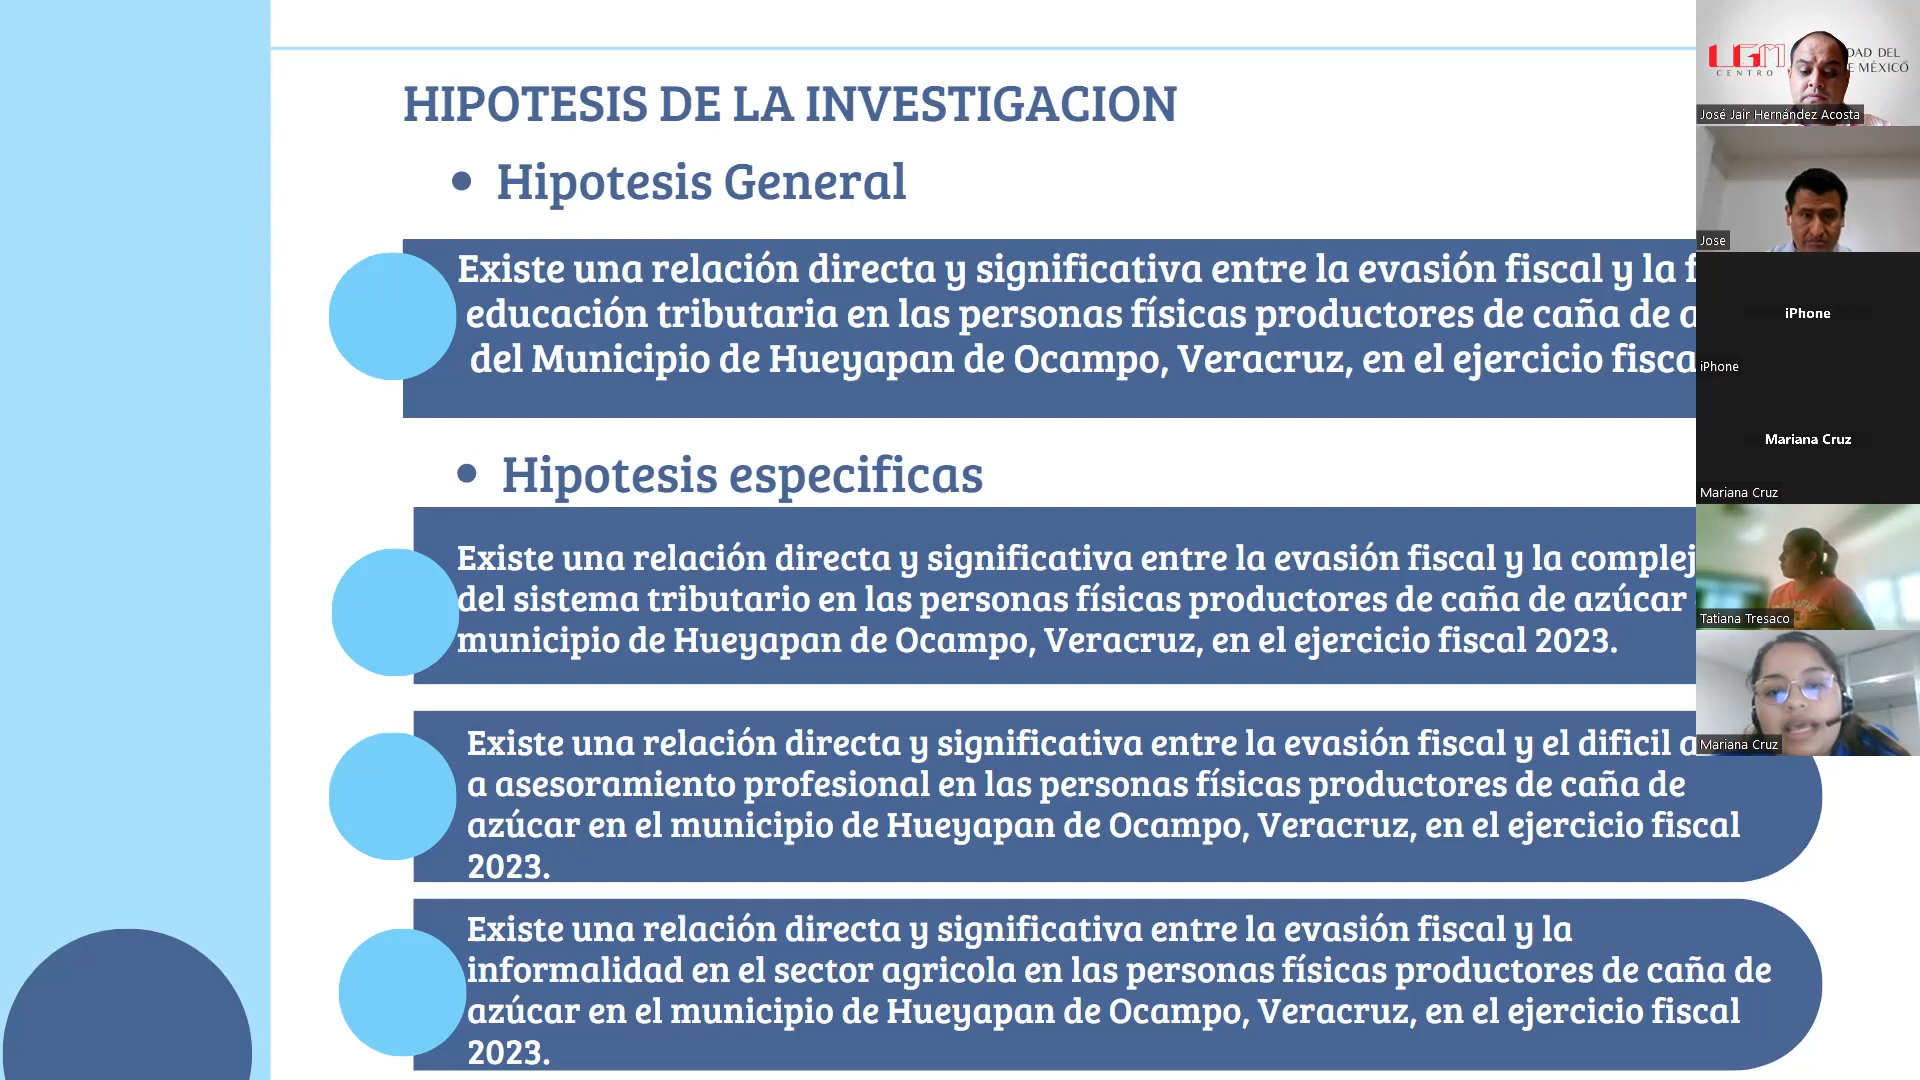 HIPOTESIS DE LA INVESTIGACION
• Hipotesis General
Existe una relación directa y significativa entre la evasión fiscal y la
educación tributaria en las personas físicas productores de caña de
del Municipio de Hueyapan de Ocampo, Veracruz, en el ejercicio
• Hipotesis especificas
Existe una relación directa y significativa entre la evasión fiscal y la
del sistema tributario en las personas físicas productores de caña de azúcar
municipio de Hueyapan de Ocampo, Veracruz, en el ejercicio fiscal 2023.
Existe una relación directa y significativa entre la evasión fiscal y el dificil
a asesoramiento profesional en las personas físicas productores de caña de
azúcar en el municipio de Hueyapan de Ocampo, Veracruz, en el ejercicio fiscal
2023.
Existe una relación directa y significativa entre la evasión fiscal y la
informalidad en el sector agricola en las personas físicas productores de caña de
azúcar en el municipio de Hueyapan de Ocampo, Veracruz, en el ejercicio fiscal
2023.
UGM
CENTRO
DEL
MÉXICO
José Jair Hernández Acosta
Jose
iPhone
iPhone
Mariana Cruz
Mariana Cruz
Tatiana Tresaco
Mariana Cruz